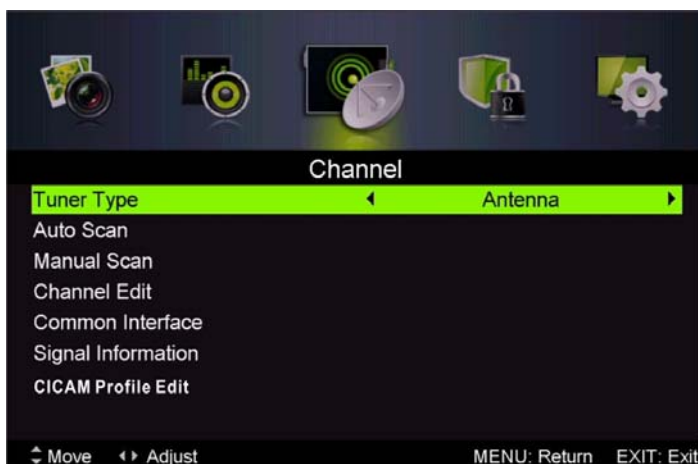 Channel
Tuner Type Antenna
Auto Scan
Manual Scan
Channel Edit
Common Interface
Signal Information
CICAM Profile Edit
Move Adjust MENU: Return EXIT: Exit